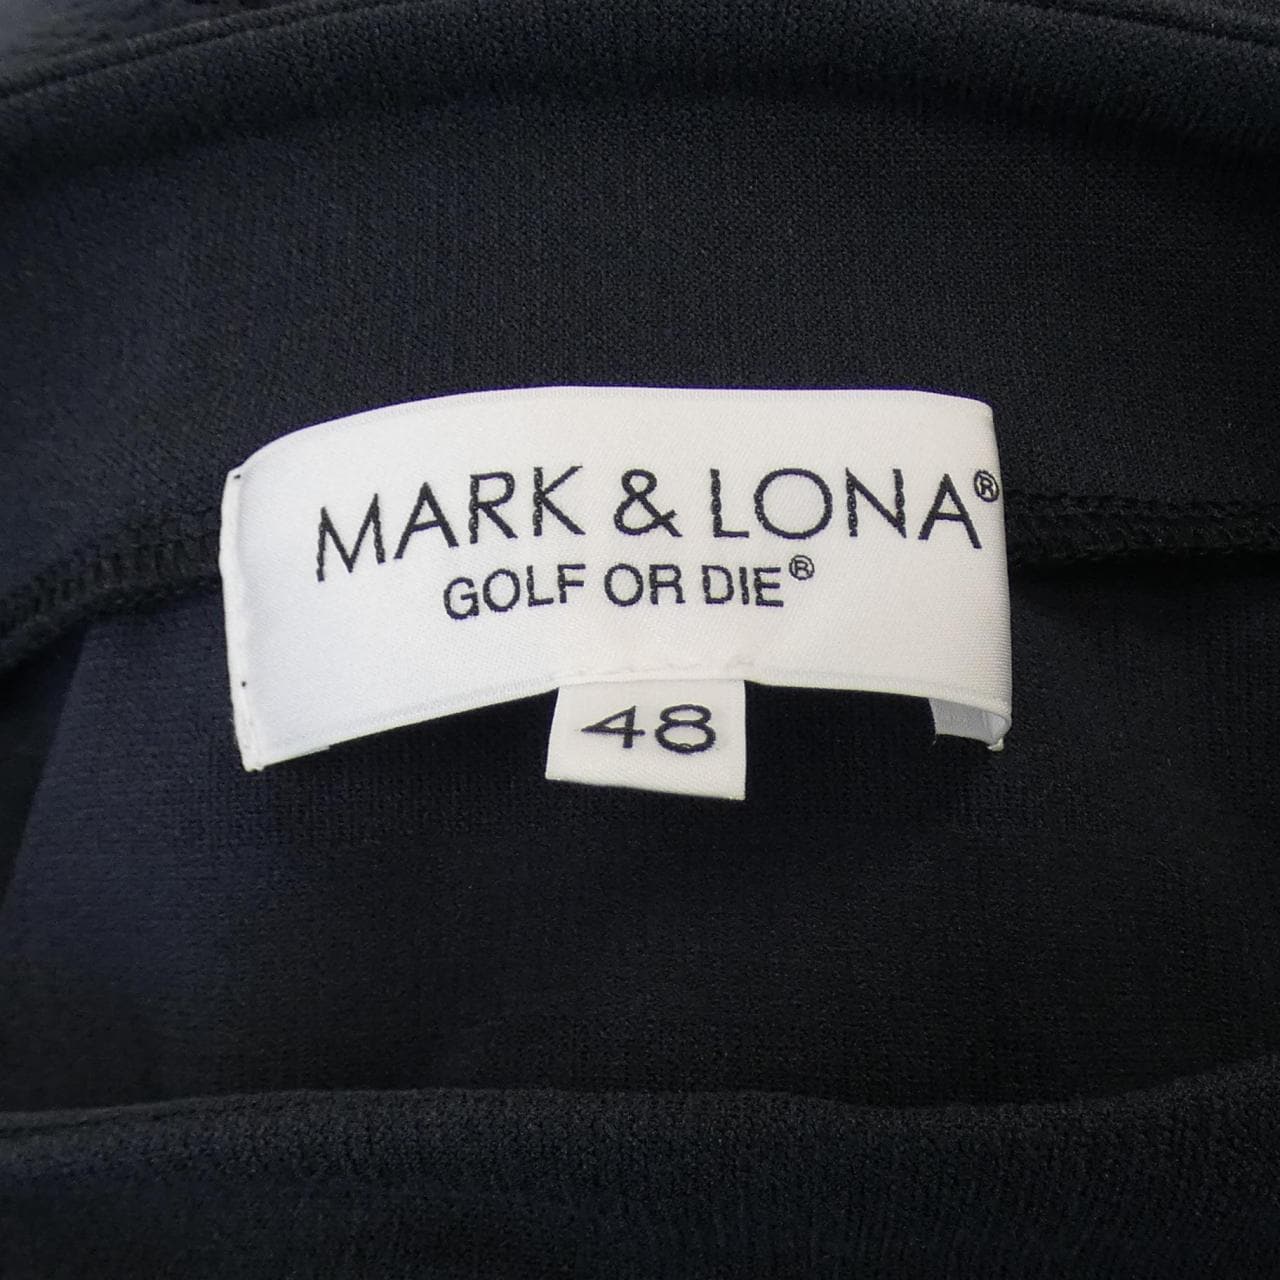 MARK & LONA®
GOLF OR DIE®
48